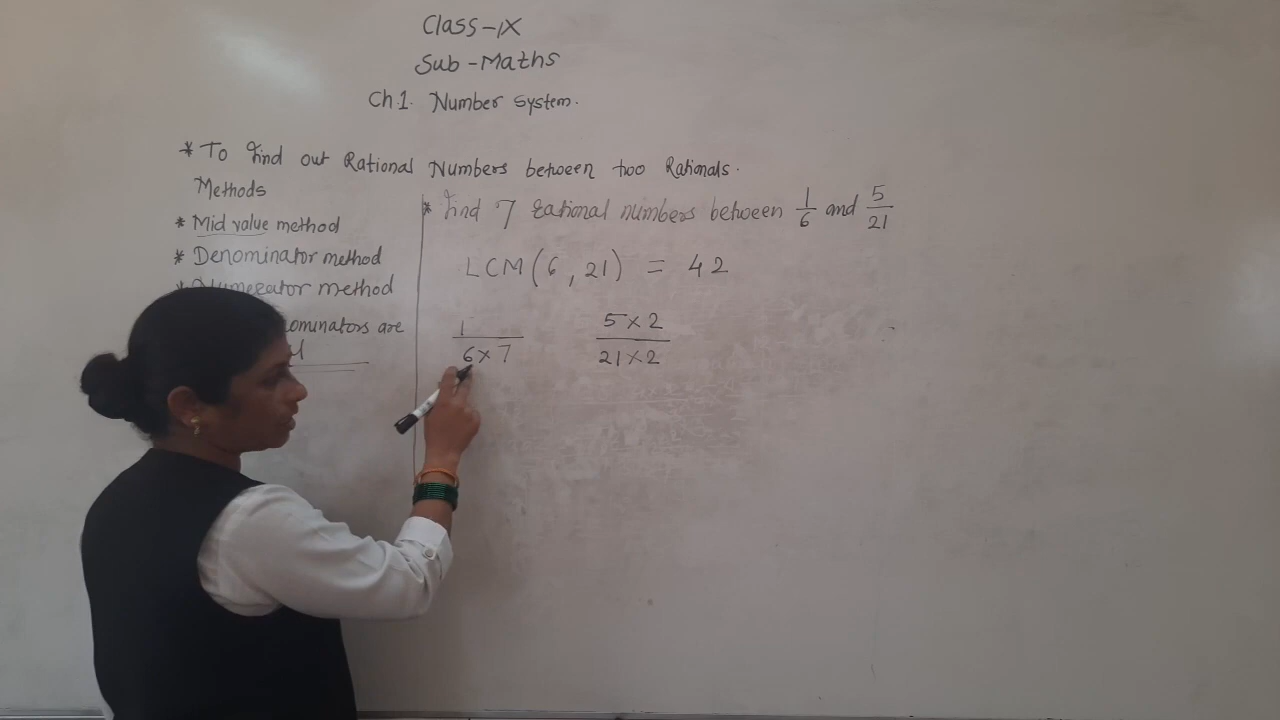 Class-IX
Sub-Maths
Ch.1. Number System.
* To find out Rational Numbers between two Rationals.
Methods
* Mid value method
* Denominator method
* Numerator method
ominators are
* find 7 rational numbers between 1/6 and 5/21
LCM(6, 21) = 42
1 / 6×7    5×2 / 21×2